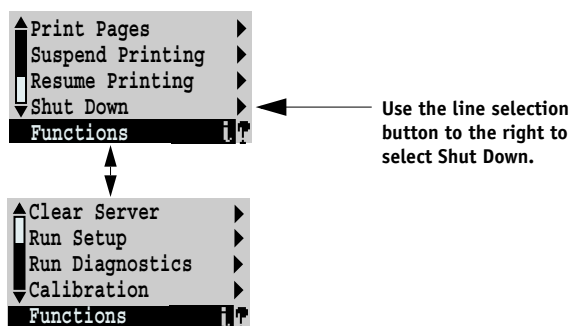 Print Pages
Suspend Printing
Resume Printing
Shut Down
Functions
Use the line selection
button to the right to
select Shut Down.
Clear Server
Run Setup
Run Diagnostics
Calibration
Functions